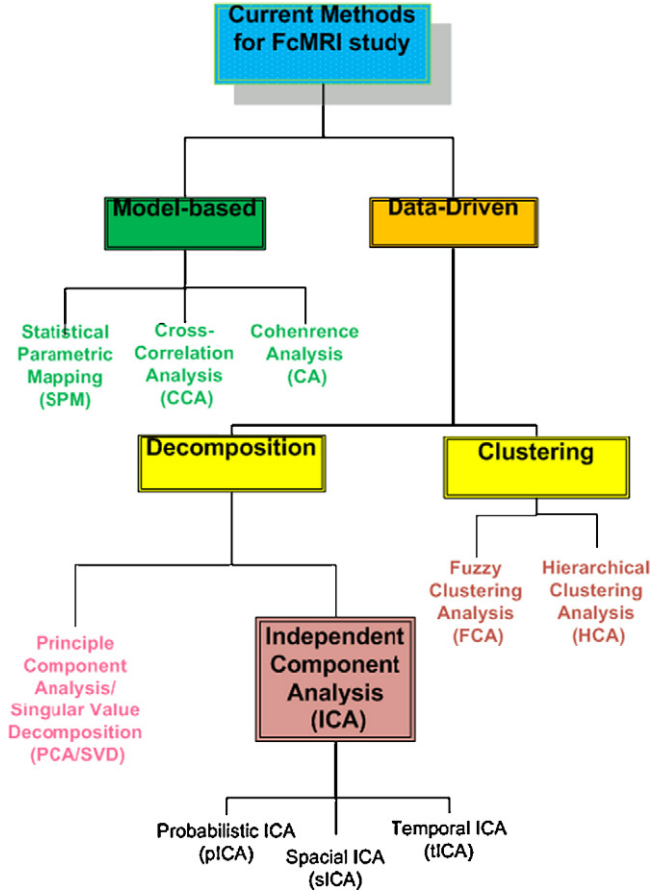 Current Methods
for FcMRI study
Model-based
Data-Driven
Statistical
Parametric
Mapping
(SPM)
Cross-
Correlation
Analysis
(CCA)
Cohenrence
Analysis
(CA)
Decomposition
Clustering
Fuzzy
Clustering
Analysis
(FCA)
Hierarchical
Clustering
Analysis
(HCA)
Principle
Component
Analysis/
Singular Value
Decomposition
(PCA/SVD)
Independent
Component
Analysis
(ICA)
Probabilistic ICA
(pICA)
Spacial ICA
(sICA)
Temporal ICA
(tICA)